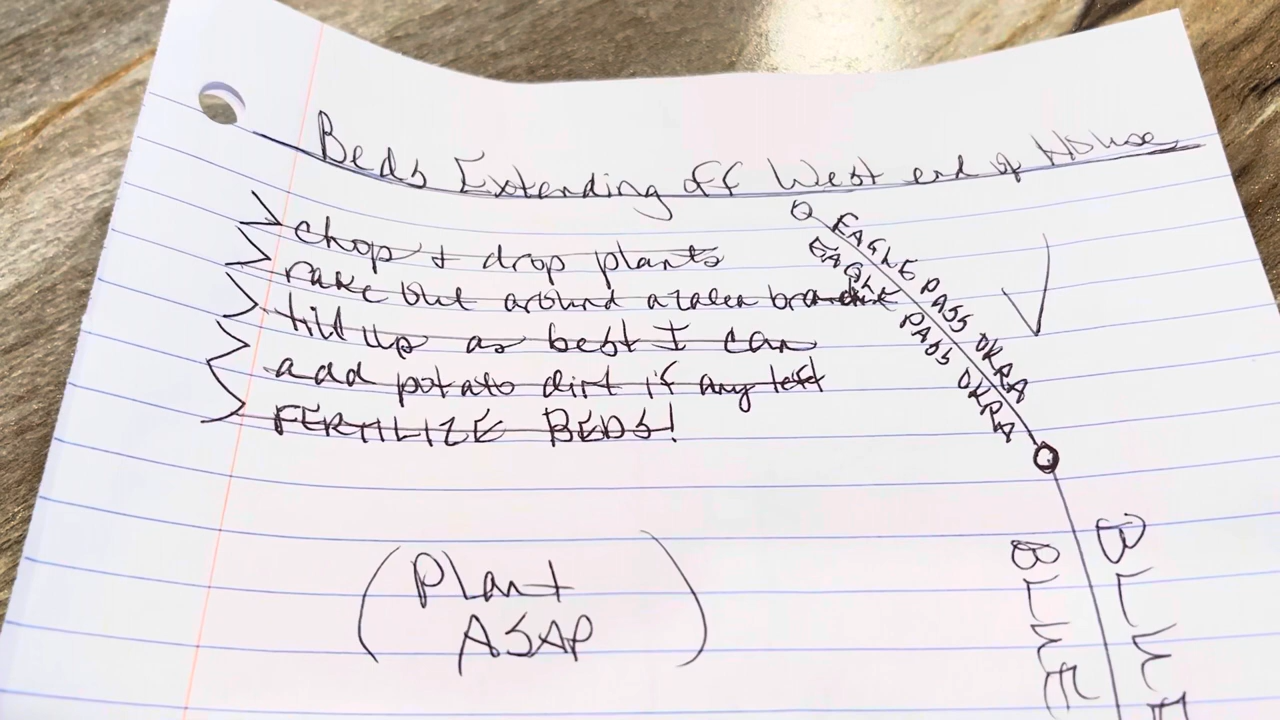 Beds Extending off West end of House
chop & drop plants
rake out around azalea branches
till up as best I can
add potato dirt if any left
FERTILIZE BEDS!
EAGLE PASS OKRA
EAGLE PASS OKRA
(Plant
ASAP)
BLUE
BLUE